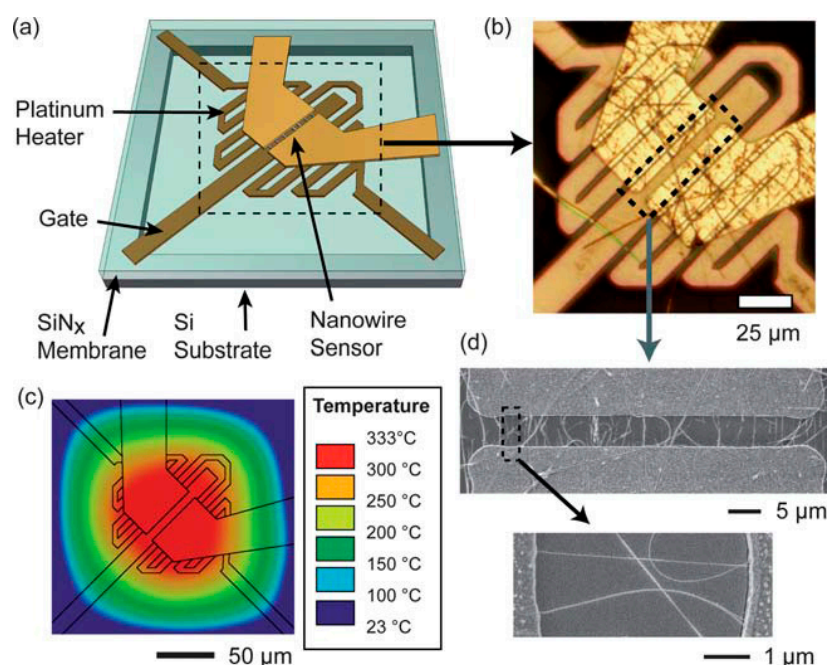 (a)
Platinum
Heater
Gate
SiNx
Membrane
Si
Substrate
Nanowire
Sensor
(b)
25 µm
(c)
Temperature
333°C
300 °C
250 °C
200 °C
150 °C
100 °C
23 °C
50 µm
(d)
5 µm
1 µm